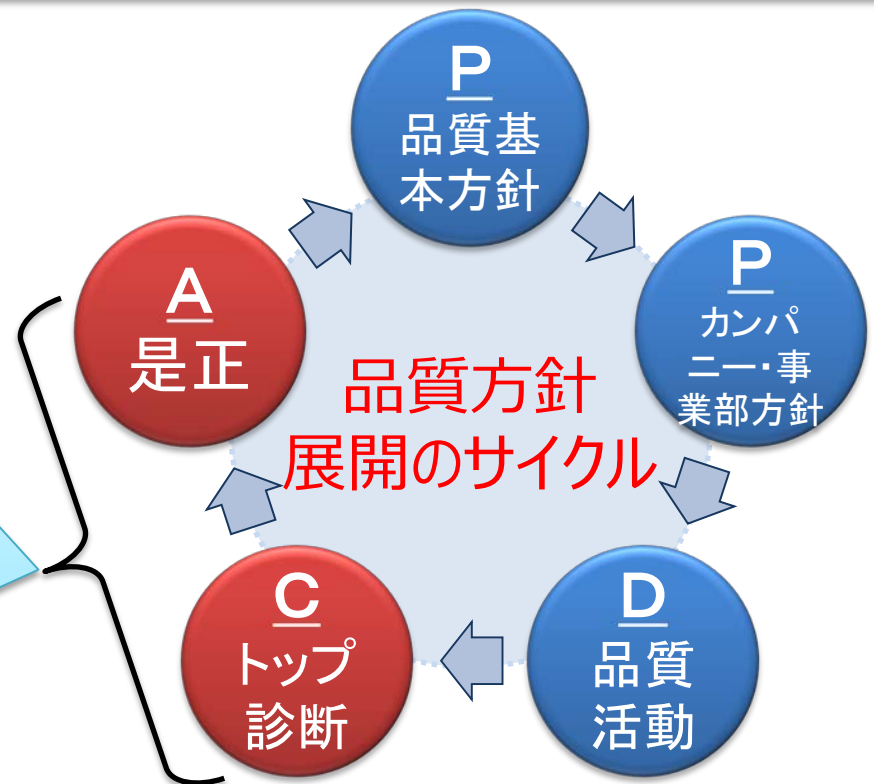 P
品質基
本方針
P
カンパ
ニー・事
業部方針
D
品質
活動
C
トップ
診断
A
是正
品質方針
展開のサイクル